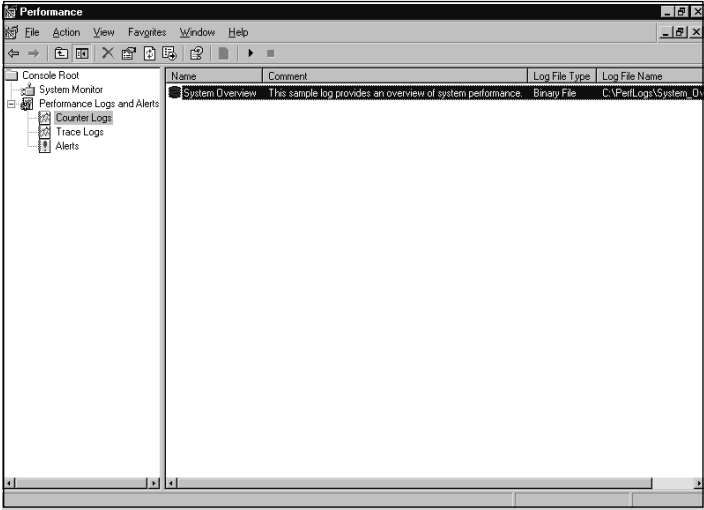 Performance
File Action View Favorites Window Help
Console Root
System Monitor
Performance Logs and Alerts
Counter Logs
Trace Logs
Alerts
Name Comment Log File Type Log File Name
System Overview This sample log provides an overview of system performance. Binary File C:\PerfLogs\System_Ov